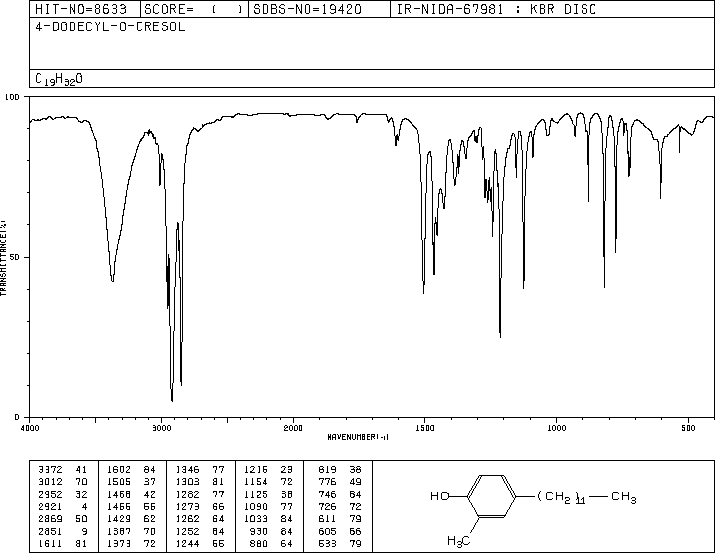 HIT-NO=8633 SCORE= ( ) SDBS-NO=19420 IR-NIDA-67981 : KBR DISC
4-DODECYL-O-CRESOL
C19H32O
100
TRANSMITTANCE(%)
50
0
4000 3000 2000 1500 1000 500
WAVENUMBER(-1)
3372 41 1602 84 1346 77 1216 23 819 38
3012 70 1505 37 1303 81 1154 72 776 49
2952 32 1468 42 1282 77 1125 38 746 84
2921 4 1456 55 1273 66 1090 77 726 72
2869 50 1429 62 1262 64 1033 84 611 79
2851 9 1387 70 1252 64 930 84 605 66
1611 81 1373 72 1244 55 880 64 533 79
HO
(CH2)11
CH3
H3C